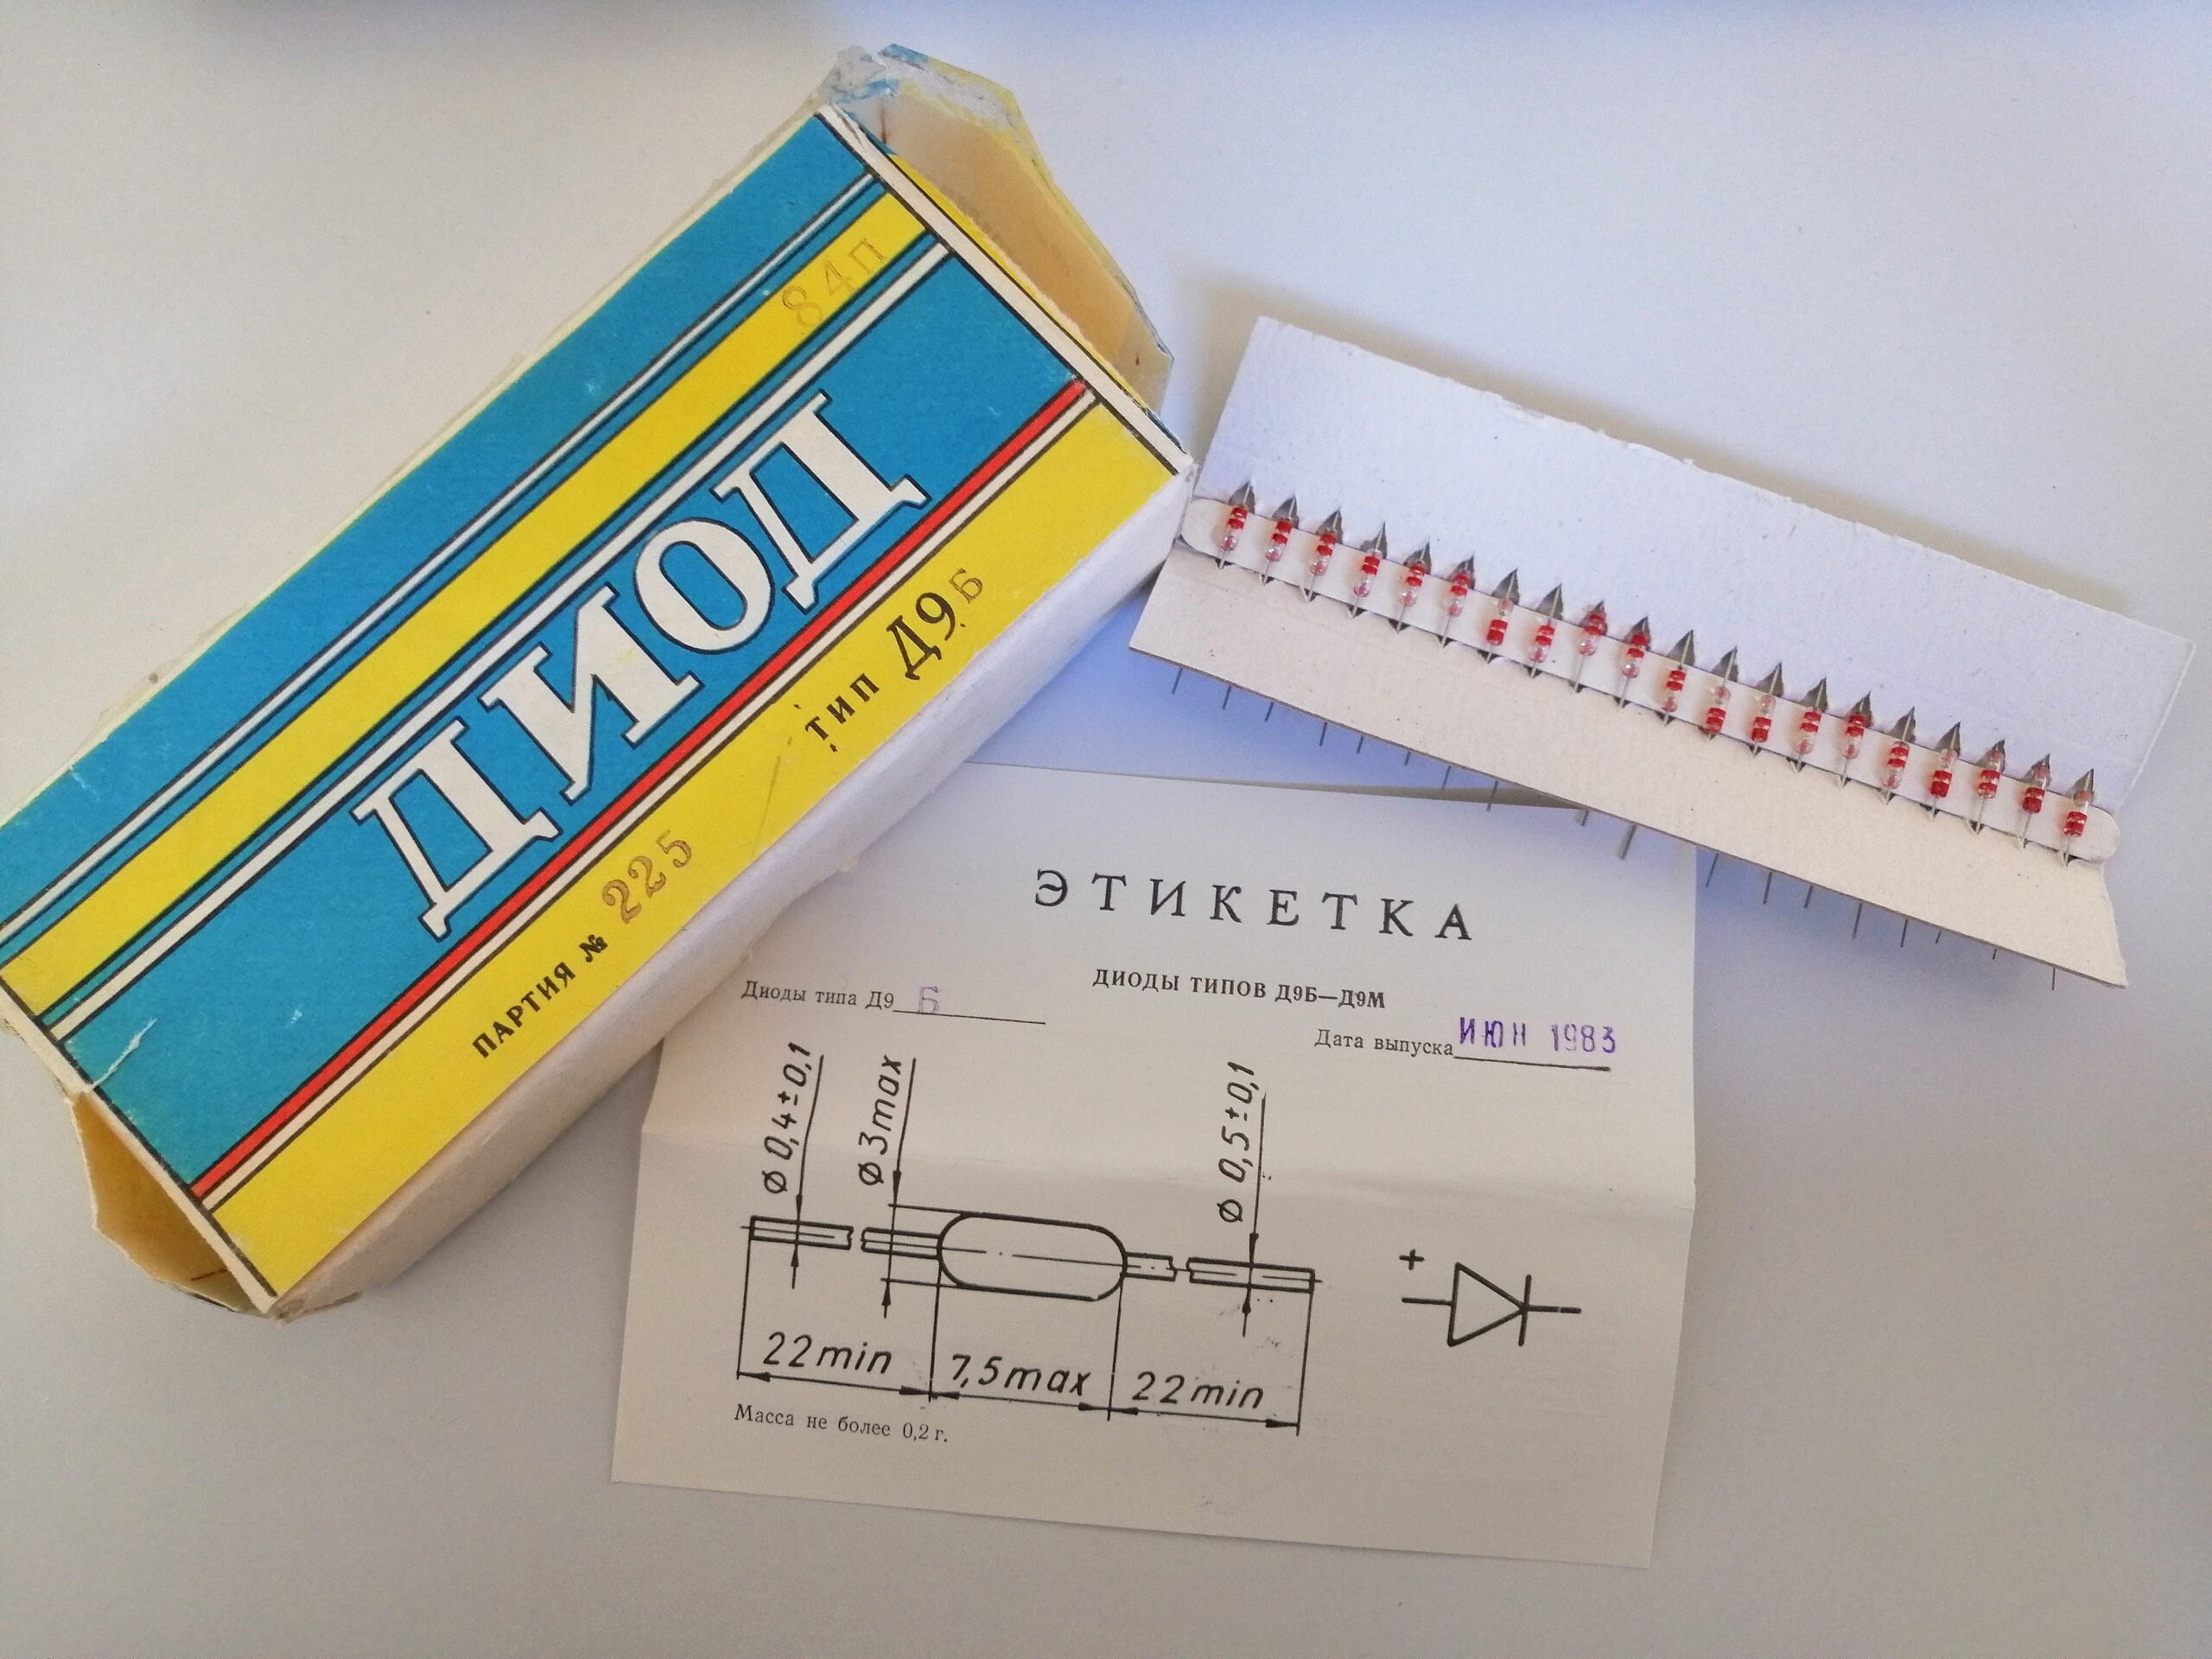 84П
ДИОД
тип Д9Б
ПАРТИЯ № 225
ЭТИКЕТКА
ДИОДЫ ТИПОВ Д9Б—Д9М
Диоды типа Д9 Б
Дата выпуска ИЮН 1983
ø 0,4±0,1
ø 3max
ø 0,5±0,1
+
22min
7,5max
22min
Масса не более 0,2 г.